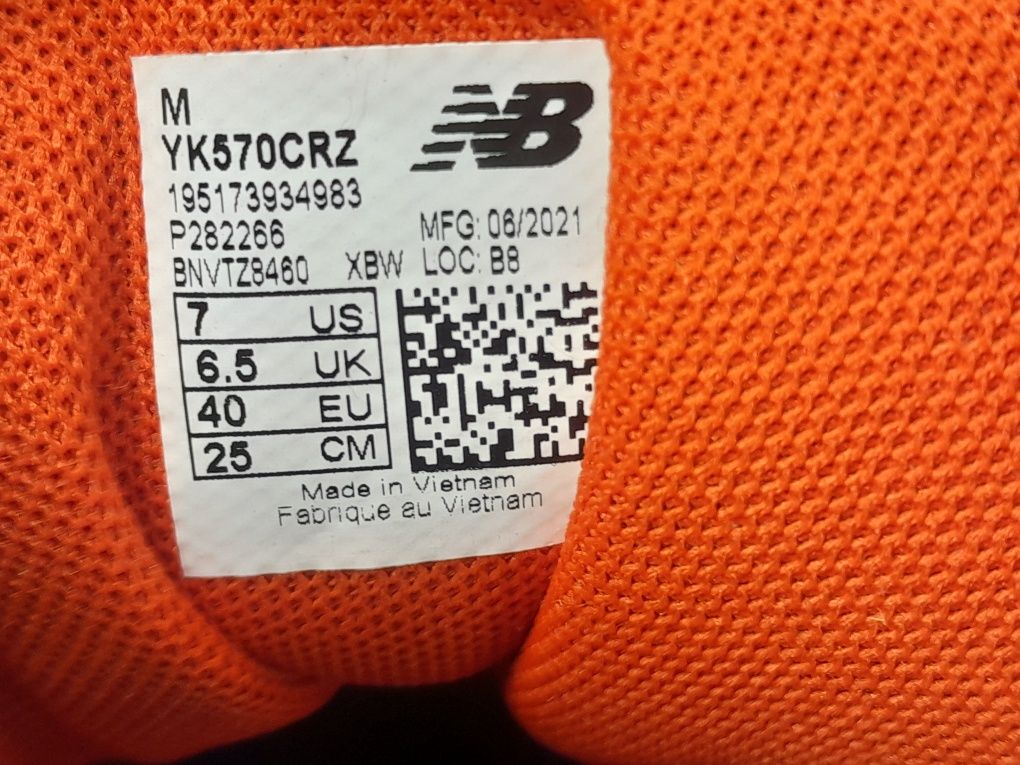 M
NB
YK570CRZ
195173934983
P282266
MFG: 06/2021
BNVTZ8460 XBW LOC: B8
7 US
6.5 UK
40 EU
25 CM
Made in Vietnam
Fabrique au Vietnam